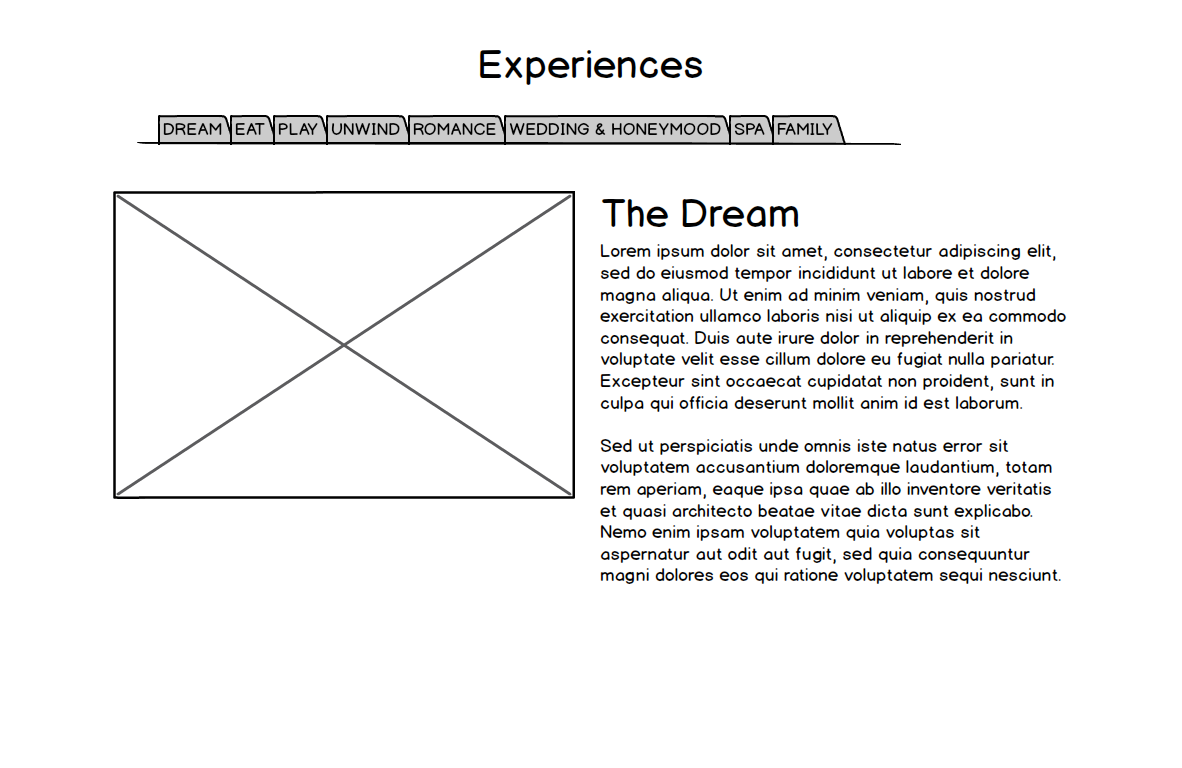 Experiences
DREAM EAT PLAY UNWIND ROMANCE WEDDING & HONEYMOOD SPA FAMILY
The Dream
Lorem ipsum dolor sit amet, consectetur adipiscing elit,
sed do eiusmod tempor incididunt ut labore et dolore
magna aliqua. Ut enim ad minim veniam, quis nostrud
exercitation ullamco laboris nisi ut aliquip ex ea commodo
consequat. Duis aute irure dolor in reprehenderit in
voluptate velit esse cillum dolore eu fugiat nulla pariatur.
Excepteur sint occaecat cupidatat non proident, sunt in
culpa qui officia deserunt mollit anim id est laborum.
Sed ut perspiciatis unde omnis iste natus error sit
voluptatem accusantium doloremque laudantium, totam
rem aperiam, eaque ipsa quae ab illo inventore veritatis
et quasi architecto beatae vitae dicta sunt explicabo.
Nemo enim ipsam voluptatem quia voluptas sit
aspernatur aut odit aut fugit, sed quia consequuntur
magni dolores eos qui ratione voluptatem sequi nesciunt.